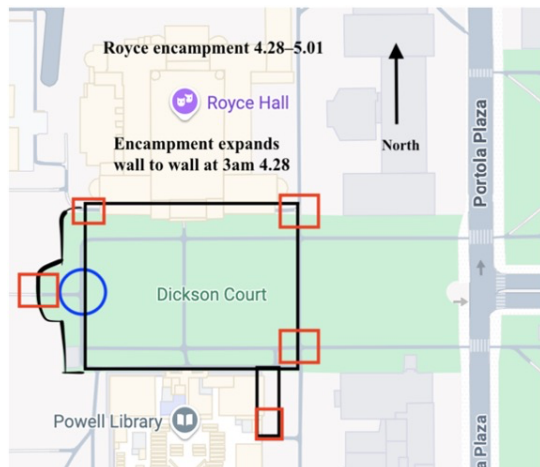 Royce encampment 4.28–5.01
Royce Hall
North
Encampment expands
wall to wall at 3am 4.28
Portola Plaza
Dickson Court
Powell Library
a Plaza